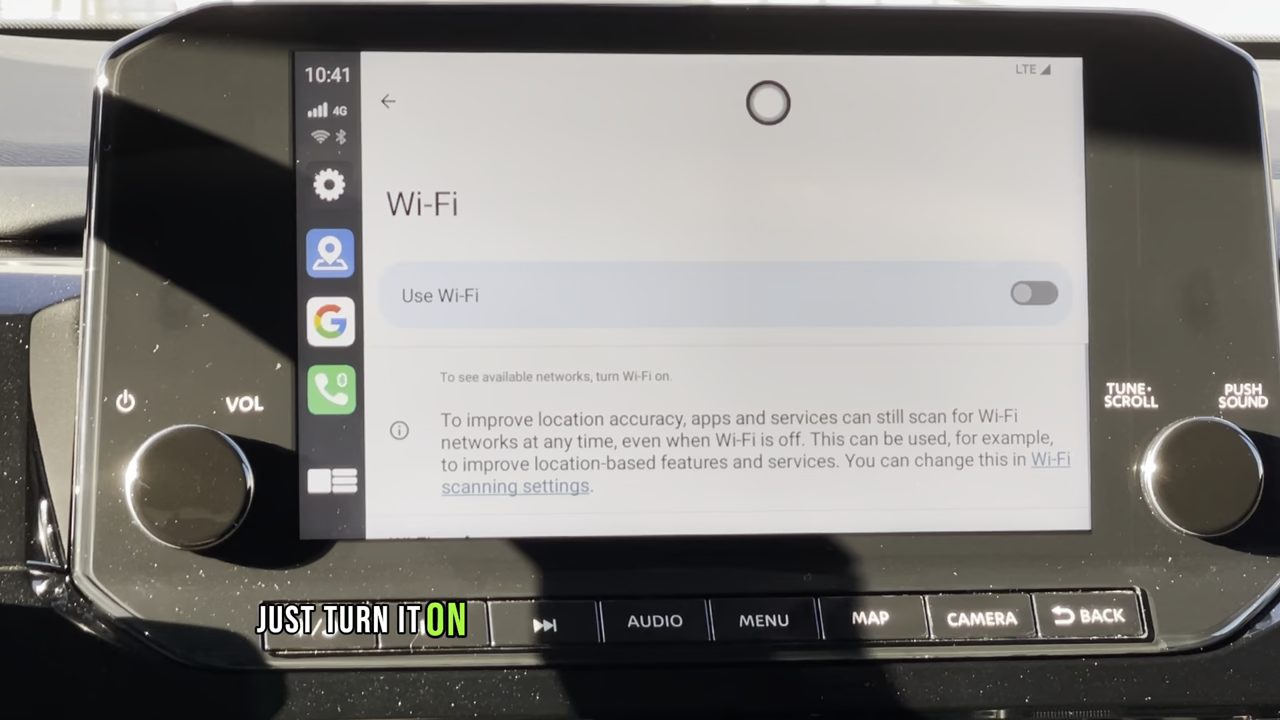 10:41
4G
LTE
Wi-Fi
Use Wi-Fi
To see available networks, turn Wi-Fi on.
To improve location accuracy, apps and services can still scan for Wi-Fi
networks at any time, even when Wi-Fi is off. This can be used, for example,
to improve location-based features and services. You can change this in Wi-Fi
scanning settings.
G
0
VOL
TUNE•
SCROLL
PUSH
SOUND
JUST TURN IT ON
AUDIO
MENU
MAP
CAMERA
BACK